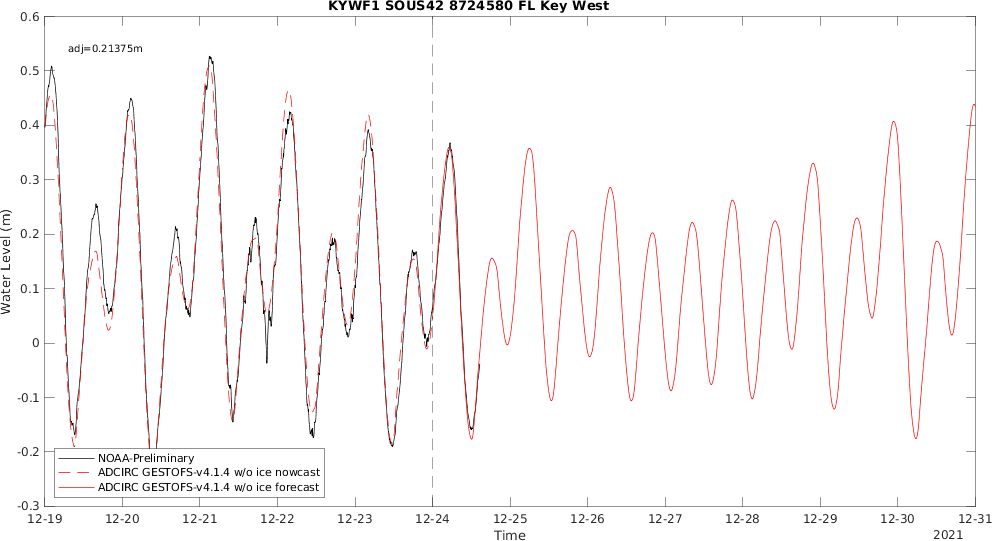 KYWF1 SOUS42 8724580 FL Key West
adj=0.21375m
0.6
0.5
0.4
0.3
0.2
0.1
0
-0.1
-0.2
-0.3
Water Level (m)
NOAA-Preliminary
ADCIRC GESTOFS-v4.1.4 w/o ice nowcast
ADCIRC GESTOFS-v4.1.4 w/o ice forecast
12-19 12-20 12-21 12-22 12-23 12-24 12-25 12-26 12-27 12-28 12-29 12-30 12-31
Time
2021